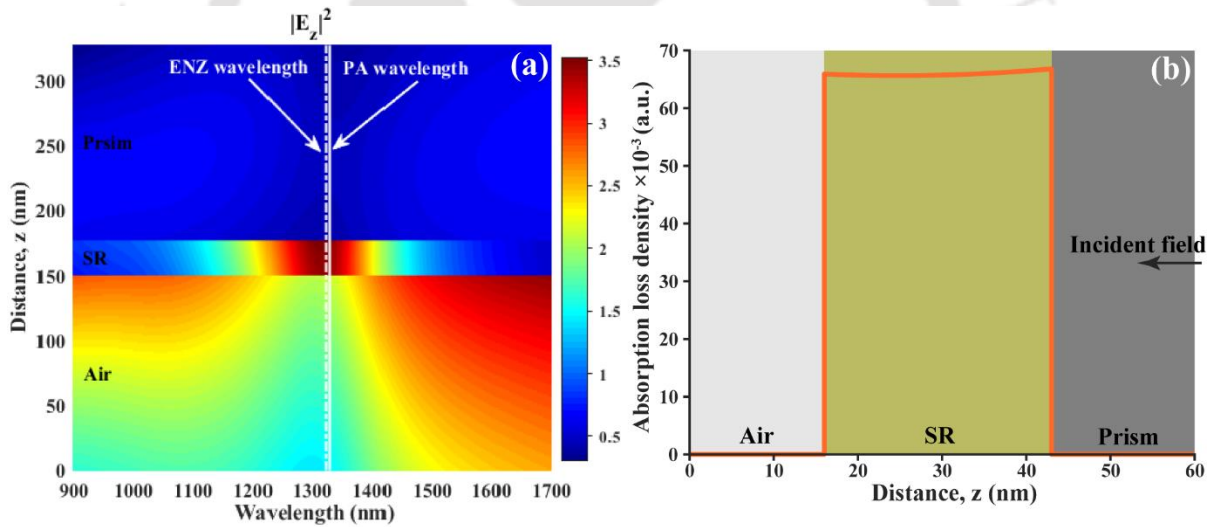 |E_z|²
ENZ wavelength
PA wavelength
(a)
Prsim
SR
Air
300
250
200
150
100
50
0
Distance, z (nm)
900 1000 1100 1200 1300 1400 1500 1600 1700
Wavelength (nm)
3.5
3
2.5
2
1.5
1
0.5
(b)
70
60
50
40
30
20
10
0
Absorption loss density ×10⁻³ (a.u.)
Incident field
Air
SR
Prism
0 10 20 30 40 50 60
Distance, z (nm)